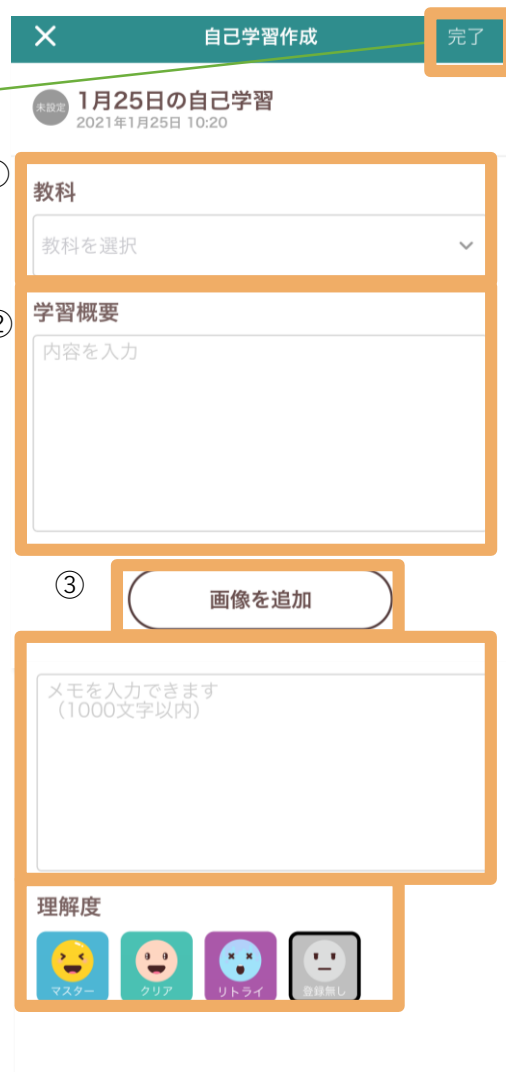 × 自己学習作成 完了
未設定 1月25日の自己学習
2021年1月25日 10:20
教科
教科を選択
②
学習概要
内容を入力
③
画像を追加
メモを入力できます
(1000文字以内)
理解度
マスター クリア リトライ 登録無し